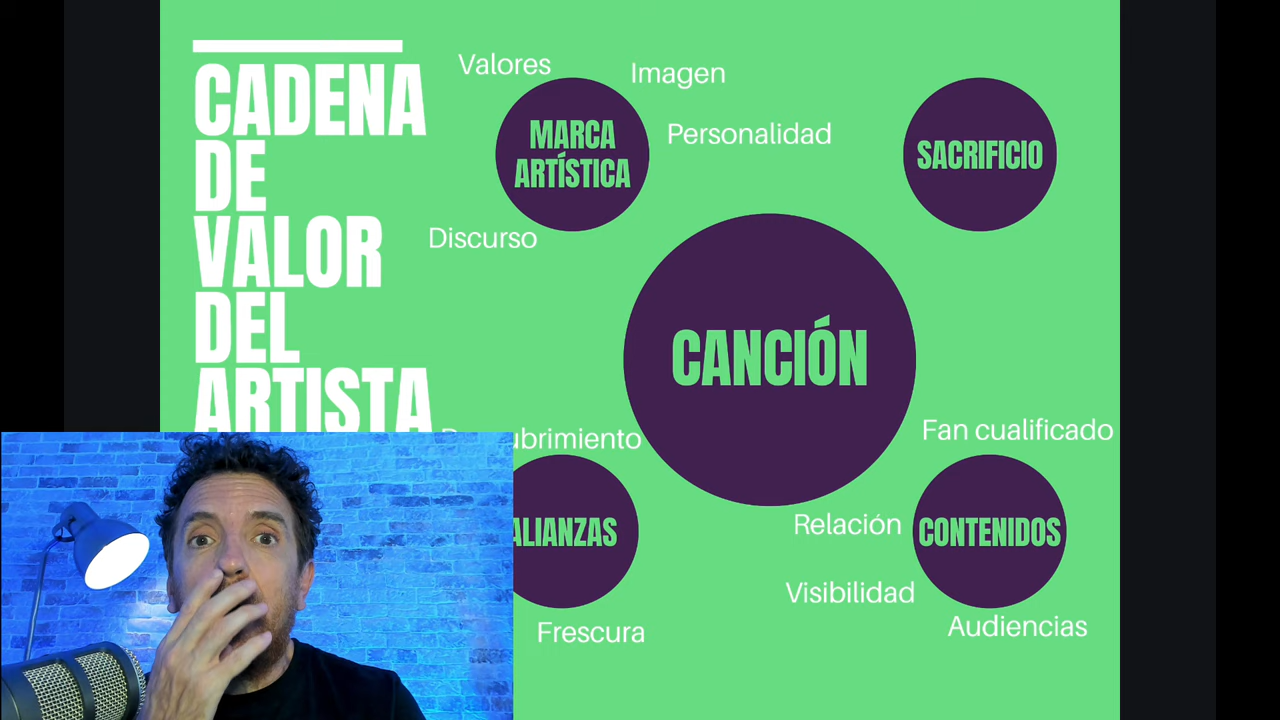 CADENA
DE
VALOR
DEL
ARTISTA
Valores
Imagen
MARCA
ARTÍSTICA
Personalidad
Discurso
SACRIFICIO
CANCIÓN
ALIANZAS
Frescura
Fan cualificado
Relación
CONTENIDOS
Visibilidad
Audiencias